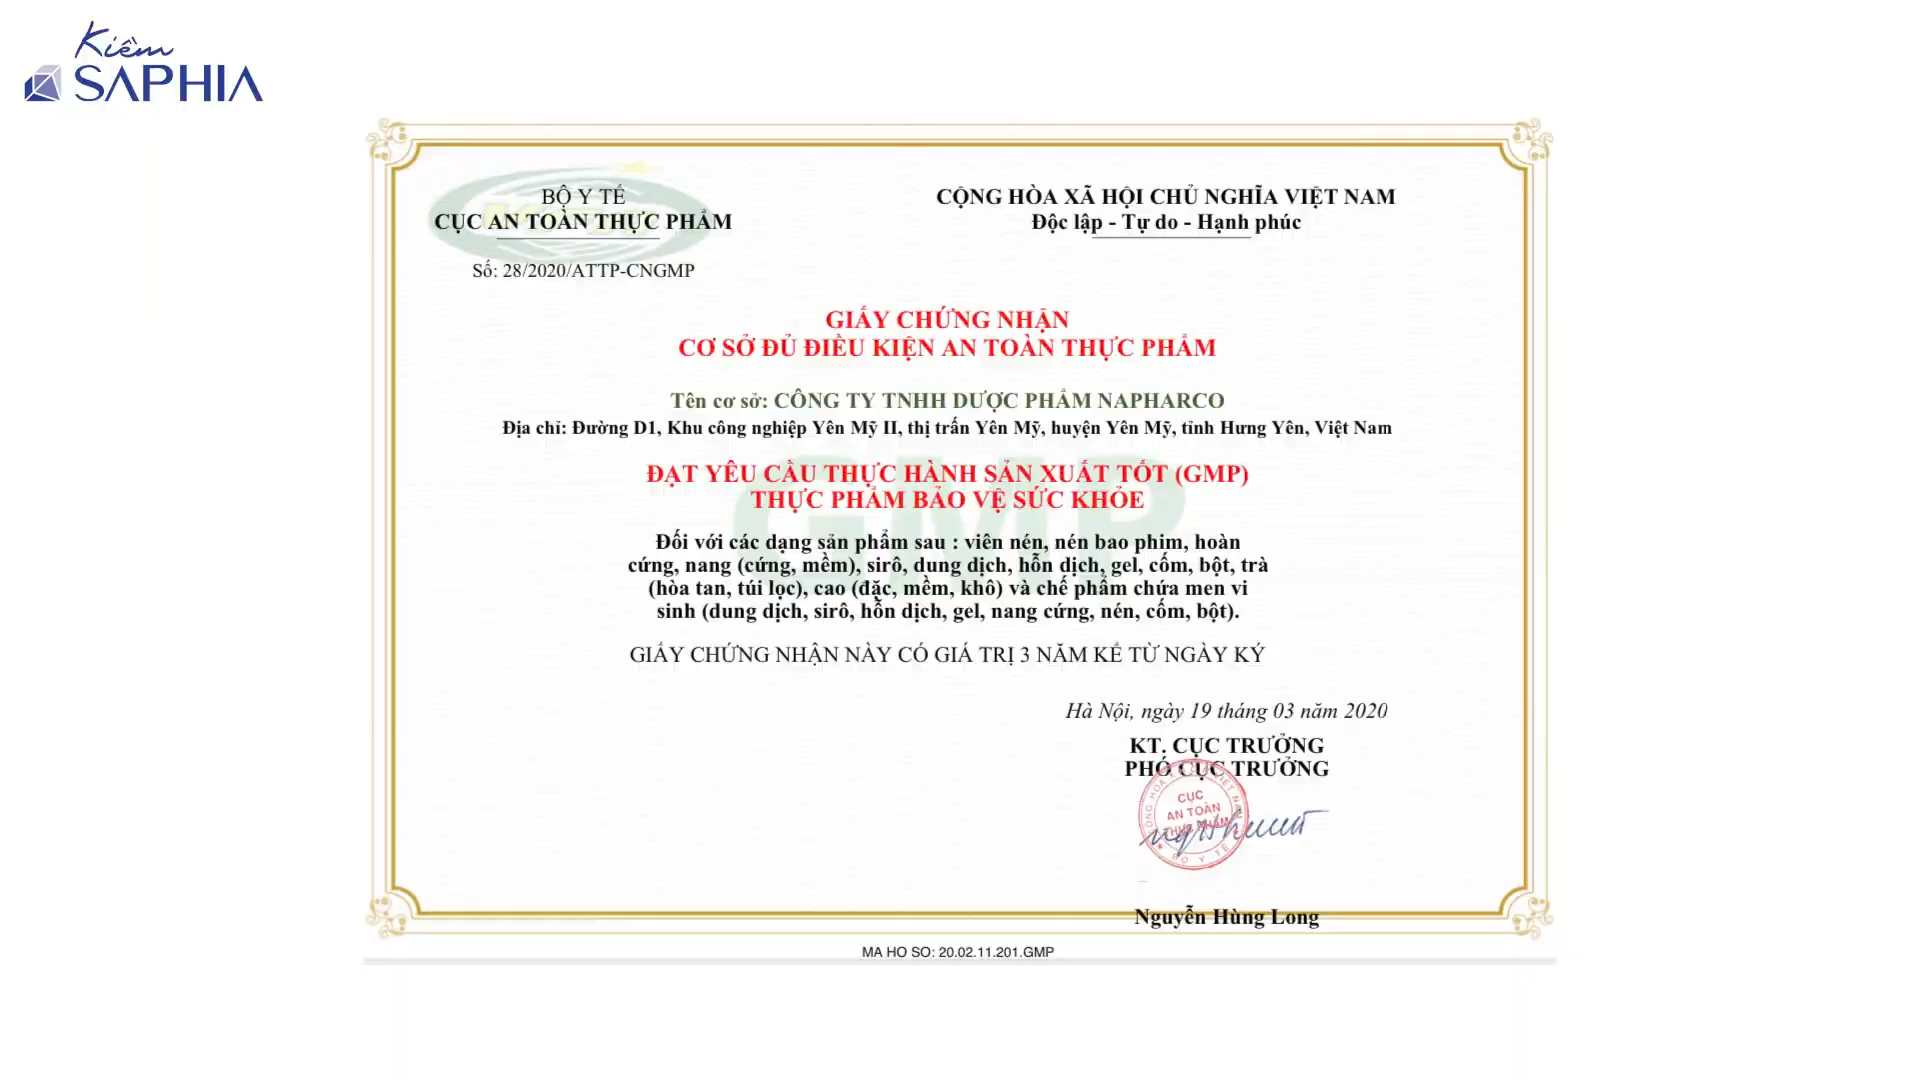 Kiềm
SAPHIA
BỘ Y TẾ
CỤC AN TOÀN THỰC PHẨM
Số: 28/2020/ATTP-CNGMP
CỘNG HÒA XÃ HỘI CHỦ NGHĨA VIỆT NAM
Độc lập - Tự do - Hạnh phúc
GIẤY CHỨNG NHẬN
CƠ SỞ ĐỦ ĐIỀU KIỆN AN TOÀN THỰC PHẨM
Tên cơ sở: CÔNG TY TNHH DƯỢC PHẨM NAPHARCO
Địa chỉ: Đường D1, Khu công nghiệp Yên Mỹ II, thị trấn Yên Mỹ, huyện Yên Mỹ, tỉnh Hưng Yên, Việt Nam
GMP
ĐẠT YÊU CẦU THỰC HÀNH SẢN XUẤT TỐT (GMP)
THỰC PHẨM BẢO VỆ SỨC KHỎE
Đối với các dạng sản phẩm sau : viên nén, nén bao phim, hoàn
cứng, nang (cứng, mềm), sirô, dung dịch, hỗn dịch, gel, cốm, bột, trà
(hòa tan, túi lọc), cao (đặc, mềm, khô) và chế phẩm chứa men vi
sinh (dung dịch, sirô, hỗn dịch, gel, nang cứng, nén, cốm, bột).
GIẤY CHỨNG NHẬN NÀY CÓ GIÁ TRỊ 3 NĂM KỂ TỪ NGÀY KÝ
Hà Nội, ngày 19 tháng 03 năm 2020
KT. CỤC TRƯỞNG
PHÓ CỤC TRƯỞNG
CỤC
AN TOÀN
THỰC PHẨM
BỘ Y TẾ
Nguyễn Hùng Long
MA HO SO: 20.02.11.201.GMP